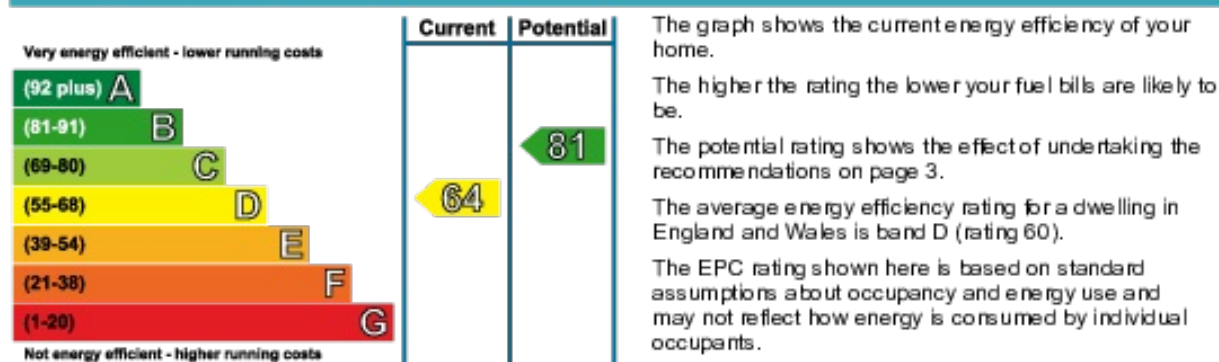 Current Potential
Very energy efficient - lower running costs
(92 plus) A
(81-91) B
(69-80) C
(55-68) D
(39-54) E
(21-38) F
(1-20) G
Not energy efficient - higher running costs
81
64
The graph shows the current energy efficiency of your
home.
The higher the rating the lower your fuel bills are likely to
be.
The potential rating shows the effect of undertaking the
recommendations on page 3.
The average energy efficiency rating for a dwelling in
England and Wales is band D (rating 60).
The EPC rating shown here is based on standard
assumptions about occupancy and energy use and
may not reflect how energy is consumed by individual
occupants.